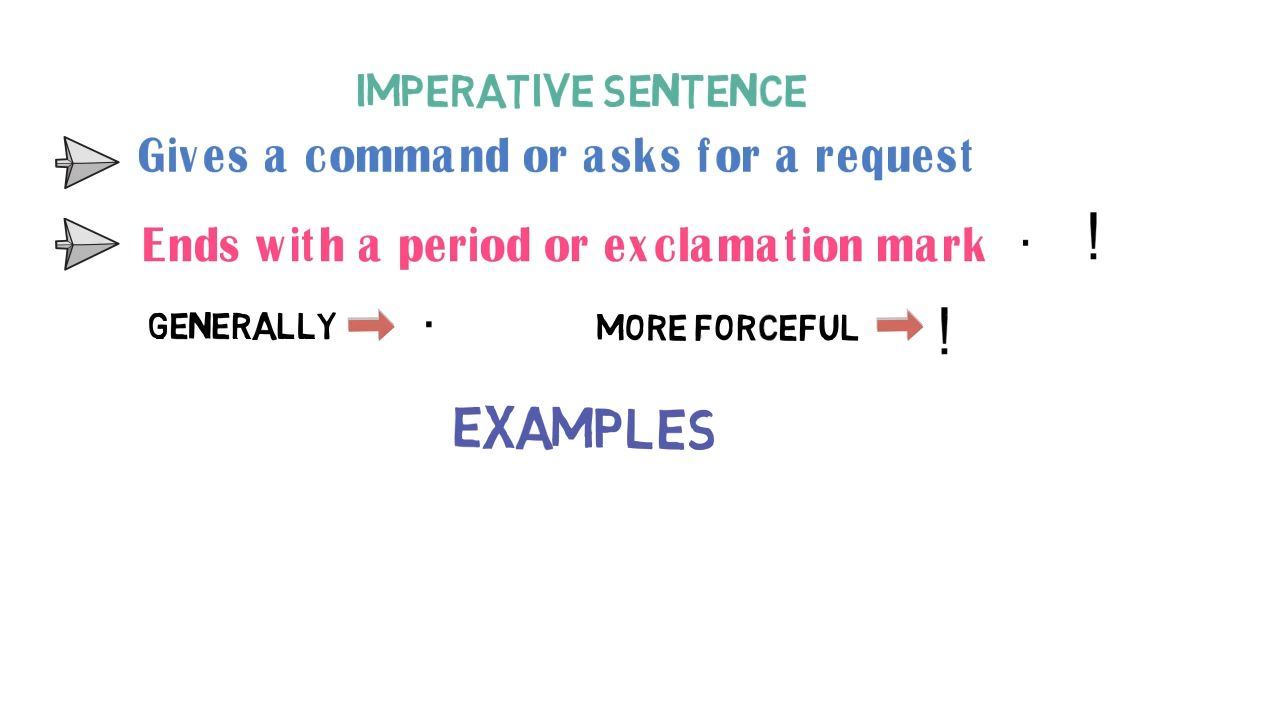 IMPERATIVE SENTENCE
Gives a command or asks for a request
Ends with a period or exclamation mark . !
GENERALLY . MORE FORCEFUL !
EXAMPLES